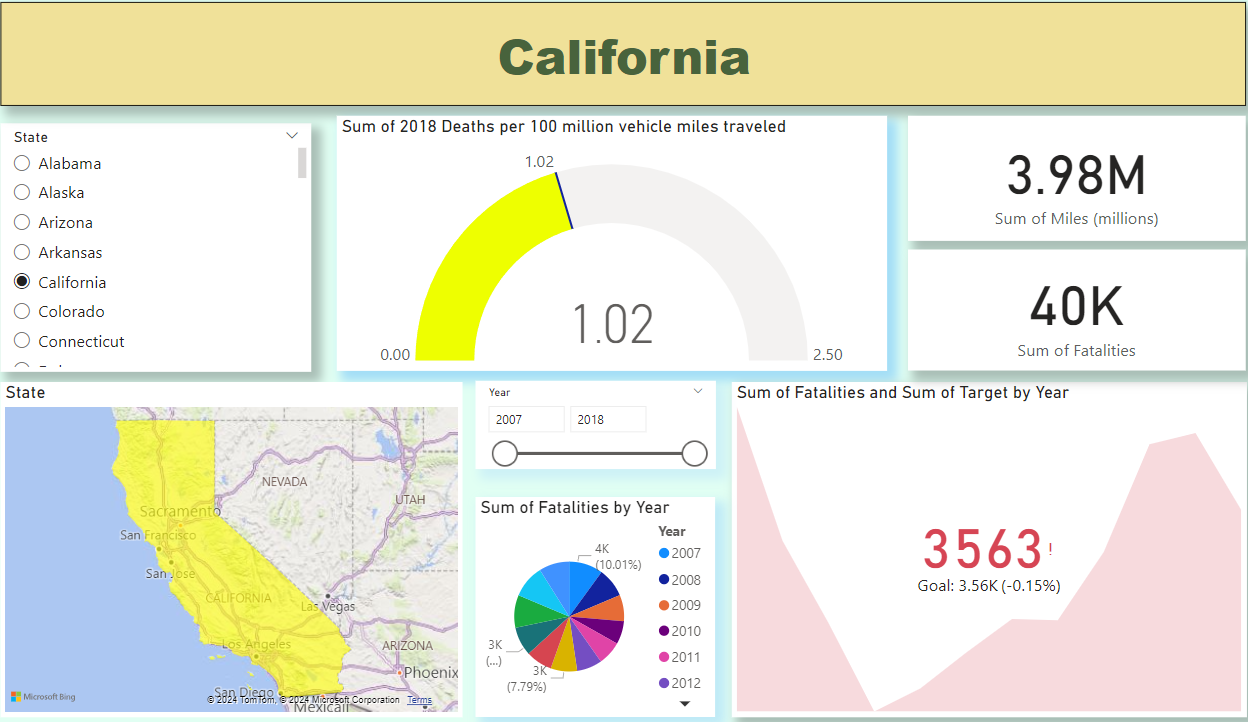 California
State
Alabama
Alaska
Arizona
Arkansas
California
Colorado
Connecticut
Sum of 2018 Deaths per 100 million vehicle miles traveled
1.02
1.02
0.00
2.50
3.98M
Sum of Miles (millions)
40K
Sum of Fatalities
State
NEVADA
UTAH
Sacramento
San Francisco
San Jose
CALIFORNIA
Las Vegas
Los Angeles
ARIZONA
Phoenix
San Diego
Mexicali
Microsoft Bing
© 2024 TomTom, © 2024 Microsoft Corporation Terms
Year
2007 2018
Sum of Fatalities by Year
4K
(10.01%)
3K
(...)
3K
(7.79%)
Year
2007
2008
2009
2010
2011
2012
Sum of Fatalities and Sum of Target by Year
3563!
Goal: 3.56K (-0.15%)